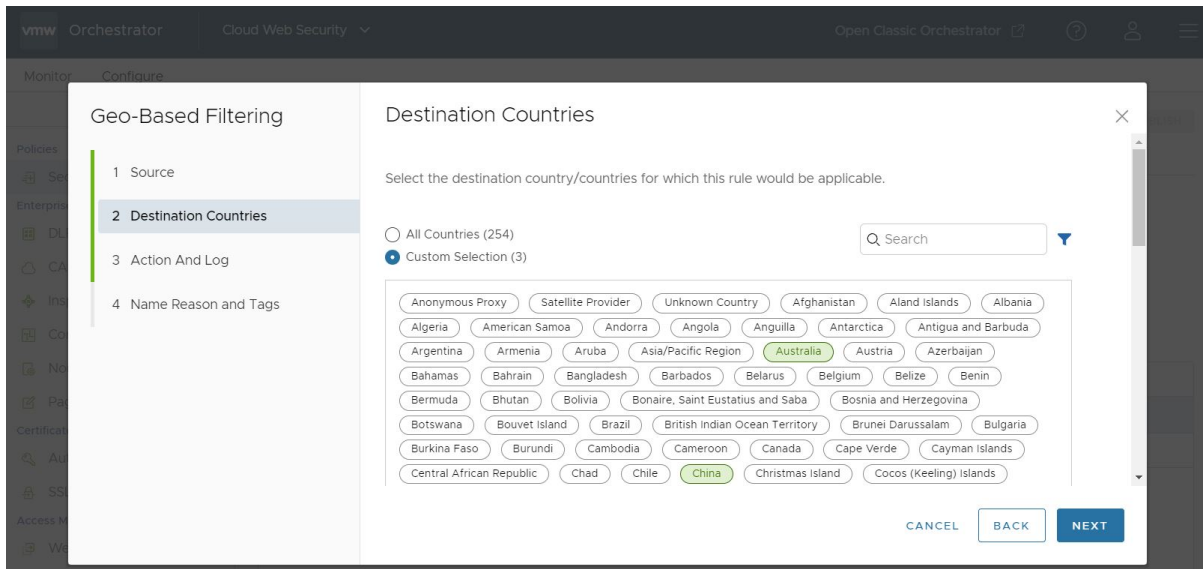 vmw Orchestrator Cloud Web Security Open Classic Orchestrator
Monitor Configure
Geo-Based Filtering
1 Source
2 Destination Countries
3 Action And Log
4 Name Reason and Tags
Policies
Certificat
Access M
Destination Countries
Select the destination country/countries for which this rule would be applicable.
All Countries (254)
Custom Selection (3)
Search
Anonymous Proxy Satellite Provider Unknown Country Afghanistan Aland Islands Albania
Algeria American Samoa Andorra Angola Anguilla Antarctica Antigua and Barbuda
Argentina Armenia Aruba Asia/Pacific Region Australia Austria Azerbaijan
Bahamas Bahrain Bangladesh Barbados Belarus Belgium Belize Benin
Bermuda Bhutan Bolivia Bonaire, Saint Eustatius and Saba Bosnia and Herzegovina
Botswana Bouvet Island Brazil British Indian Ocean Territory Brunei Darussalam Bulgaria
Burkina Faso Burundi Cambodia Cameroon Canada Cape Verde Cayman Islands
Central African Republic Chad Chile China Christmas Island Cocos (Keeling) Islands
CANCEL BACK NEXT